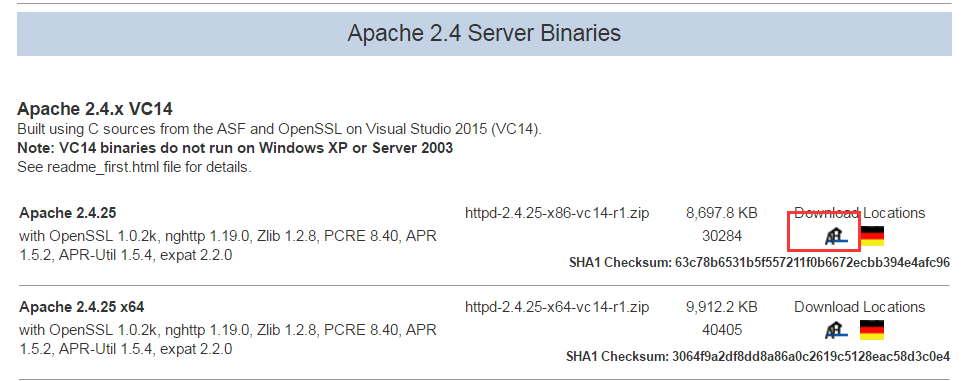 Apache 2.4 Server Binaries
Apache 2.4.x VC14
Built using C sources from the ASF and OpenSSL on Visual Studio 2015 (VC14).
Note: VC14 binaries do not run on Windows XP or Server 2003
See readme_first.html file for details.
Apache 2.4.25 httpd-2.4.25-x86-vc14-r1.zip 8,697.8 KB Download Locations
with OpenSSL 1.0.2k, nghttp 1.19.0, Zlib 1.2.8, PCRE 8.40, APR 30284
1.5.2, APR-Util 1.5.4, expat 2.2.0
SHA1 Checksum: 63c78b6531b5f557211f0b6672ecbb394e4afc96
Apache 2.4.25 x64 httpd-2.4.25-x64-vc14-r1.zip 9,912.2 KB Download Locations
with OpenSSL 1.0.2k, nghttp 1.19.0, Zlib 1.2.8, PCRE 8.40, APR 40405
1.5.2, APR-Util 1.5.4, expat 2.2.0
SHA1 Checksum: 3064f9a2df8dd8a86a0c2619c5128eac58d3c0e4